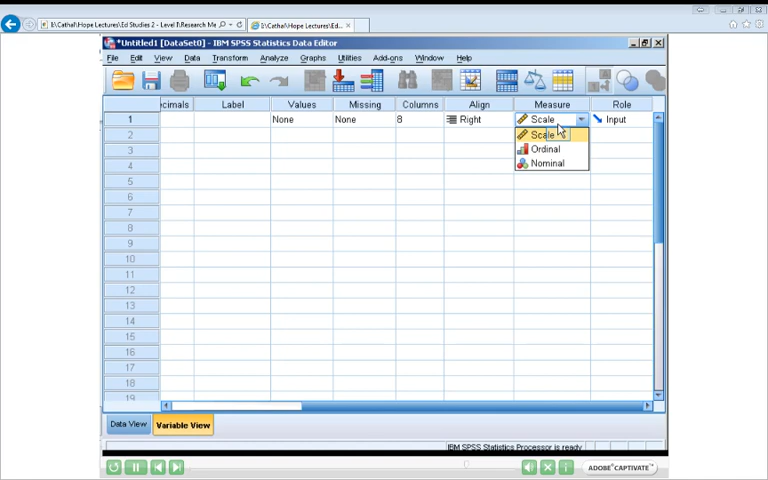 E:\Cathal\Hope Lectures\Ed Studies 2 - Level I\Research Me
E:\Cathal\Hope Lectures\Ed...
*Untitled1 [DataSet0] - IBM SPSS Statistics Data Editor
File Edit View Data Transform Analyze Graphs Utilities Add-ons Window Help
cimals Label Values Missing Columns Align Measure Role
1 None None 8 Right Scale Input
2 Scale
3 Ordinal
4 Nominal
5
6
7
8
9
10
11
12
13
14
15
16
17
18
19
Data View Variable View
IBM SPSS Statistics Processor is ready
ADOBE CAPTIVATE™